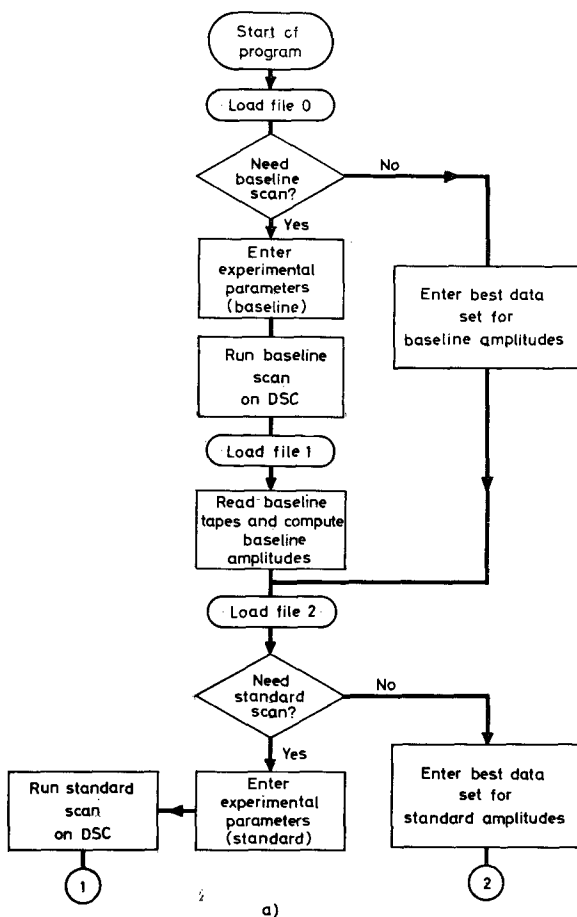 Start cf
program
Load file 0
Need
baseline
scan?
No
Yes
Enter
experimental
parameters
(baseline)
Enter best data
set for
baseline amplitudes
Run baseline
scan
on DSC
Load file 1
Read baseline
tapes and compute
baseline
amplitudes
Load file 2
Need
standard
scan?
No
Yes
Run standard
scan
on DSC
Enter
experimental
parameters
(standard)
Enter best data
set for
standard amplitudes
1
2
a)